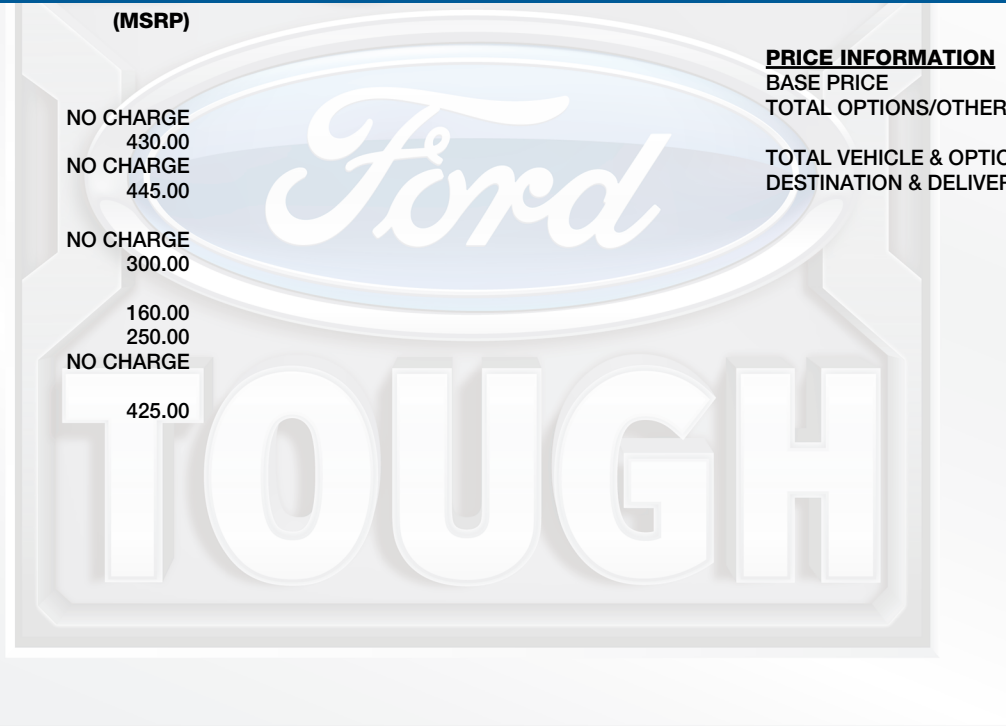 (MSRP)
NO CHARGE
430.00
NO CHARGE
445.00
NO CHARGE
300.00
160.00
250.00
NO CHARGE
425.00
PRICE INFORMATION
BASE PRICE
TOTAL OPTIONS/OTHER
TOTAL VEHICLE & OPTIO
DESTINATION & DELIVER
Ford
TOUGH